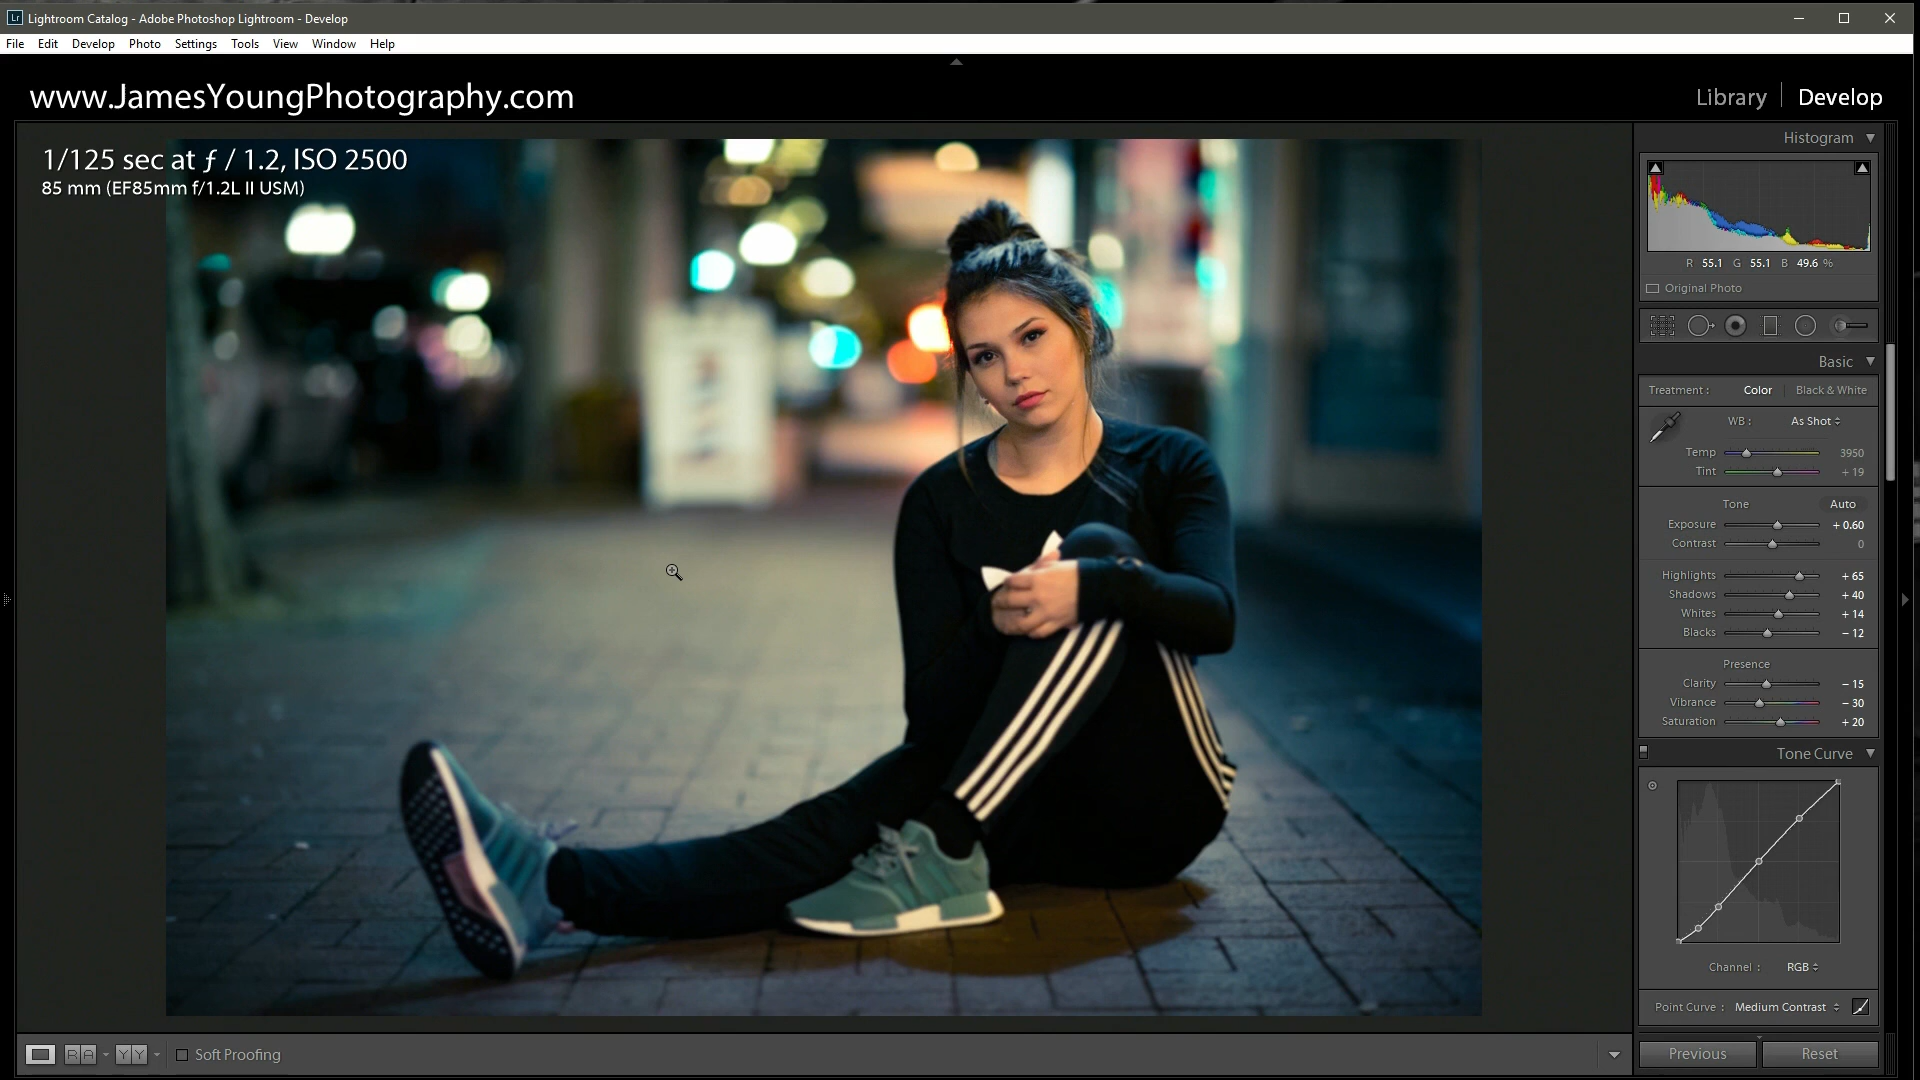 Lr Lightroom Catalog - Adobe Photoshop Lightroom - Develop
File Edit Develop Photo Settings Tools View Window Help
www.JamesYoungPhotography.com
Library | Develop
1/125 sec at ƒ / 1.2, ISO 2500
85 mm (EF85mm f/1.2L II USM)
Histogram
R 55.1 G 55.1 B 49.6 %
Original Photo
Basic
Treatment : Color Black & White
WB : As Shot
Temp 3950
Tint + 19
Tone Auto
Exposure + 0.60
Contrast 0
Highlights + 65
Shadows + 40
Whites + 14
Blacks − 12
Presence
Clarity − 15
Vibrance − 30
Saturation + 20
Tone Curve
Channel : RGB
Point Curve : Medium Contrast
R A Y Y Soft Proofing
Previous Reset